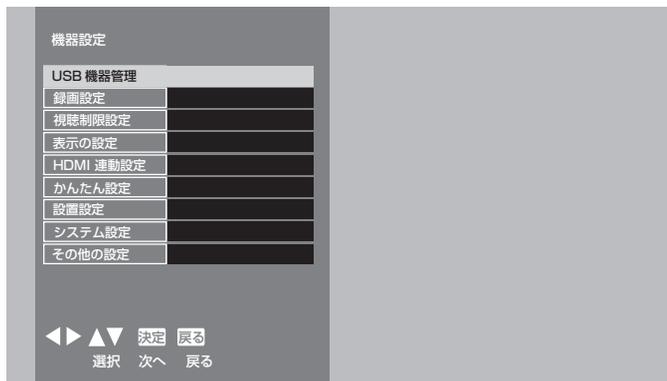 機器設定
USB 機器管理
録画設定
視聴制限設定
表示の設定
HDMI 連動設定
かんたん設定
設置設定
システム設定
その他の設定
決定 戻る
選択 次へ 戻る